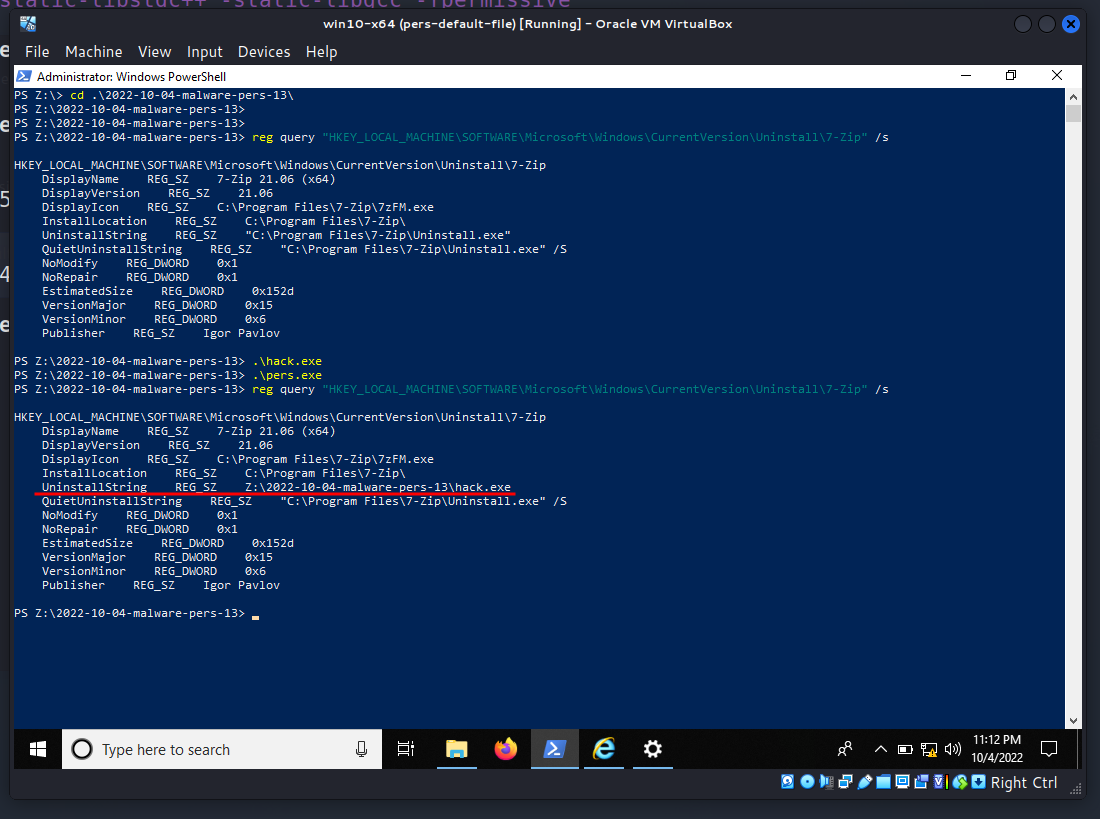 static-libstdc++ -static-libgcc -fpermissive
win10-x64 (pers-default-file) [Running] - Oracle VM VirtualBox
File Machine View Input Devices Help
Administrator: Windows PowerShell
PS Z:\> cd .\2022-10-04-malware-pers-13\
PS Z:\2022-10-04-malware-pers-13>
PS Z:\2022-10-04-malware-pers-13>
PS Z:\2022-10-04-malware-pers-13> reg query "HKEY_LOCAL_MACHINE\SOFTWARE\Microsoft\Windows\CurrentVersion\Uninstall\7-Zip" /s
HKEY_LOCAL_MACHINE\SOFTWARE\Microsoft\Windows\CurrentVersion\Uninstall\7-Zip
DisplayName REG_SZ 7-Zip 21.06 (x64)
DisplayVersion REG_SZ 21.06
DisplayIcon REG_SZ C:\Program Files\7-Zip\7zFM.exe
InstallLocation REG_SZ C:\Program Files\7-Zip\
UninstallString REG_SZ "C:\Program Files\7-Zip\Uninstall.exe"
QuietUninstallString REG_SZ "C:\Program Files\7-Zip\Uninstall.exe" /S
NoModify REG_DWORD 0x1
NoRepair REG_DWORD 0x1
EstimatedSize REG_DWORD 0x152d
VersionMajor REG_DWORD 0x15
VersionMinor REG_DWORD 0x6
Publisher REG_SZ Igor Pavlov
PS Z:\2022-10-04-malware-pers-13> .\hack.exe
PS Z:\2022-10-04-malware-pers-13> .\pers.exe
PS Z:\2022-10-04-malware-pers-13> reg query "HKEY_LOCAL_MACHINE\SOFTWARE\Microsoft\Windows\CurrentVersion\Uninstall\7-Zip" /s
HKEY_LOCAL_MACHINE\SOFTWARE\Microsoft\Windows\CurrentVersion\Uninstall\7-Zip
DisplayName REG_SZ 7-Zip 21.06 (x64)
DisplayVersion REG_SZ 21.06
DisplayIcon REG_SZ C:\Program Files\7-Zip\7zFM.exe
InstallLocation REG_SZ C:\Program Files\7-Zip\
UninstallString REG_SZ Z:\2022-10-04-malware-pers-13\hack.exe
QuietUninstallString REG_SZ "C:\Program Files\7-Zip\Uninstall.exe" /S
NoModify REG_DWORD 0x1
NoRepair REG_DWORD 0x1
EstimatedSize REG_DWORD 0x152d
VersionMajor REG_DWORD 0x15
VersionMinor REG_DWORD 0x6
Publisher REG_SZ Igor Pavlov
PS Z:\2022-10-04-malware-pers-13>
Type here to search
11:12 PM
10/4/2022
Right Ctrl